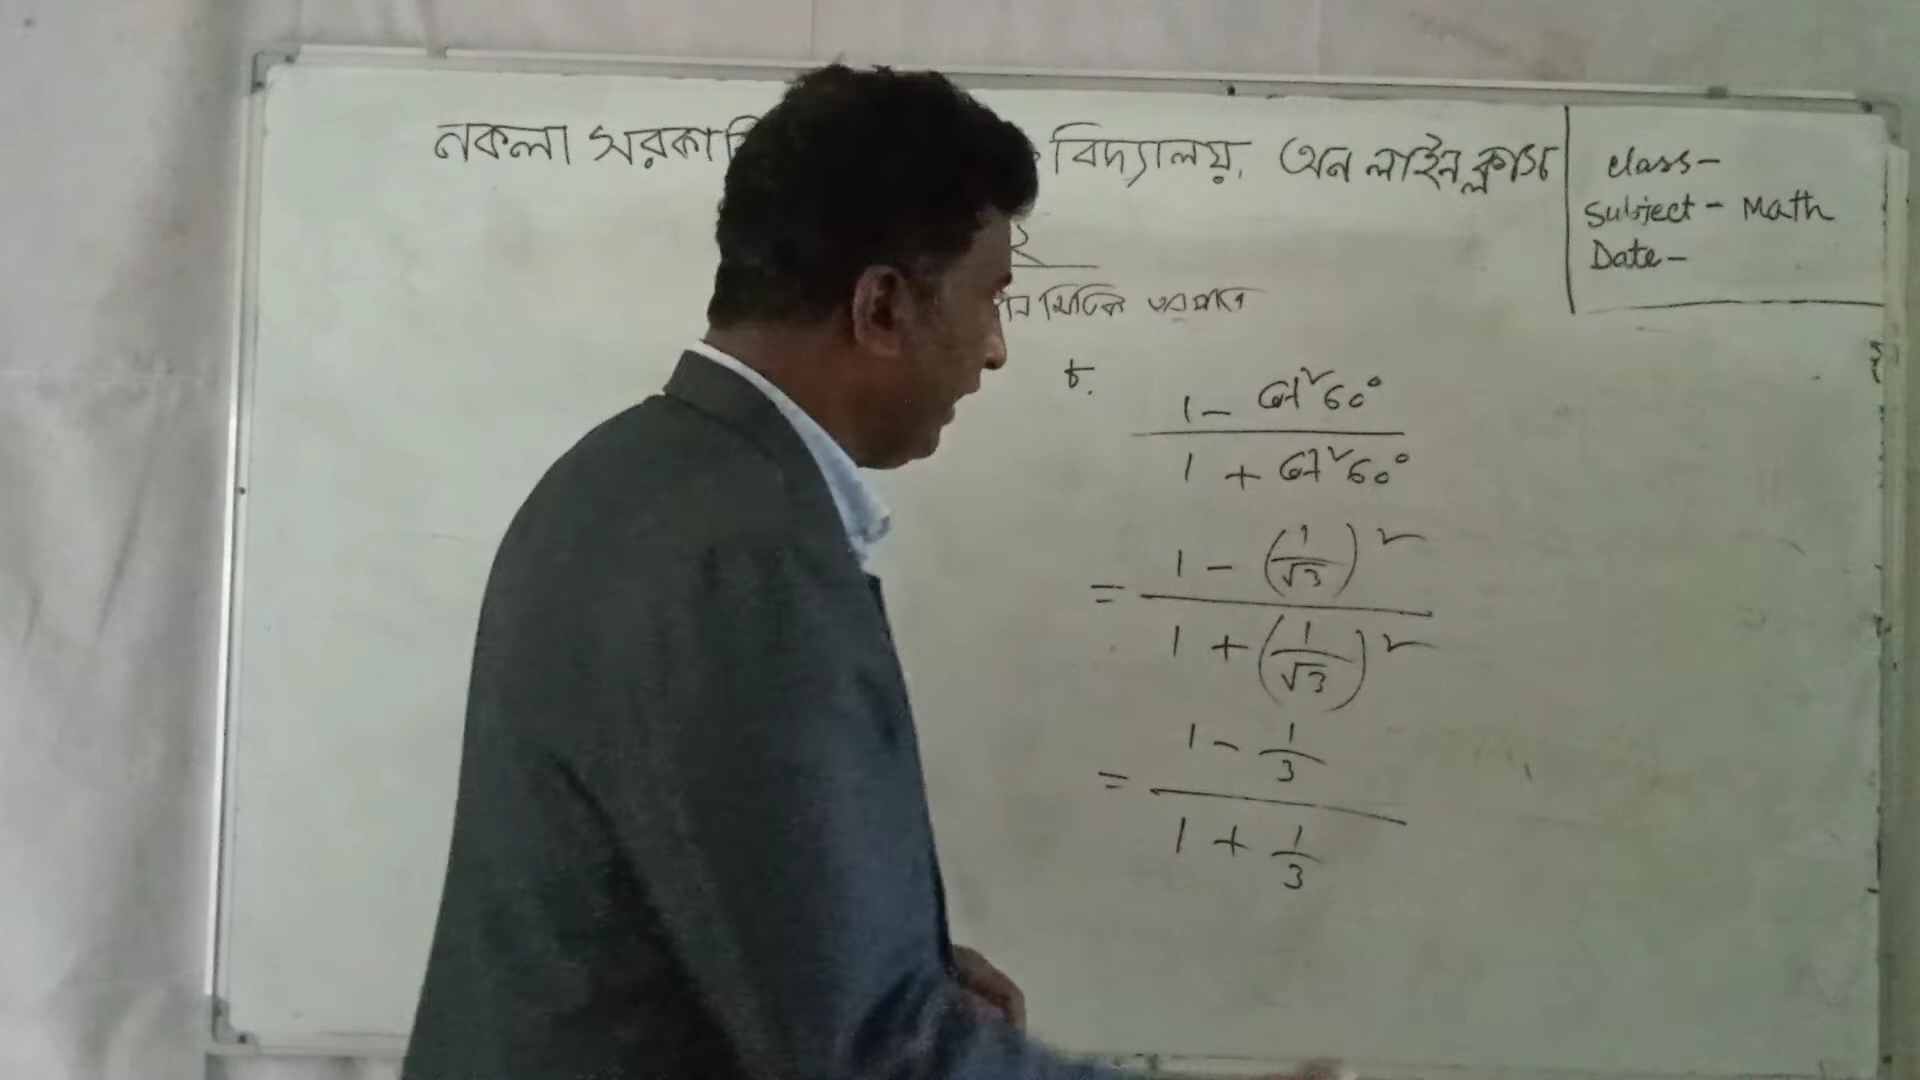 নকলা সরকারি বিদ্যালয়, অন লাইন ক্লাস
class-
Subject - Math
Date-
৮.
1 - cot²60°
1 + cot²60°
= 1 - (1/√3)²
1 + (1/√3)²
= 1 - 1/3
1 + 1/3